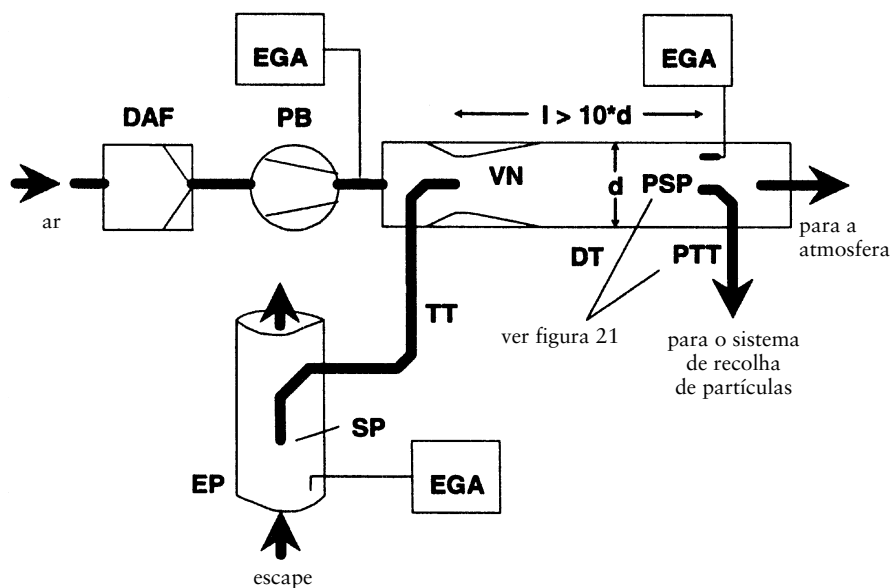 EGA
EGA
DAF
PB
l > 10*d
VN
d
PSP
ar
para a
atmosfera
DT
PTT
TT
ver figura 21
para o sistema
de recolha
de partículas
SP
EP
EGA
escape